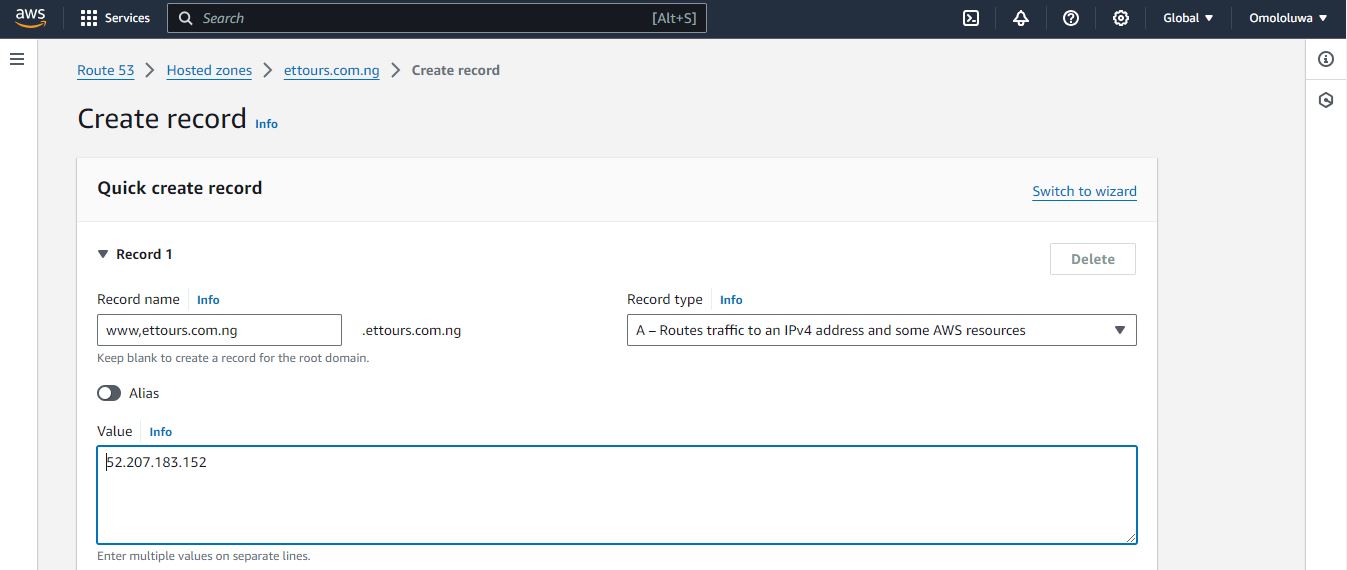 aws Services Search [Alt+S] Global Omololuwa
Route 53 Hosted zones ettours.com.ng Create record
Create record Info
Quick create record Switch to wizard
Record 1 Delete
Record name Info Record type Info
www,ettours.com.ng .ettours.com.ng A – Routes traffic to an IPv4 address and some AWS resources
Keep blank to create a record for the root domain.
Alias
Value Info
52.207.183.152
Enter multiple values on separate lines.